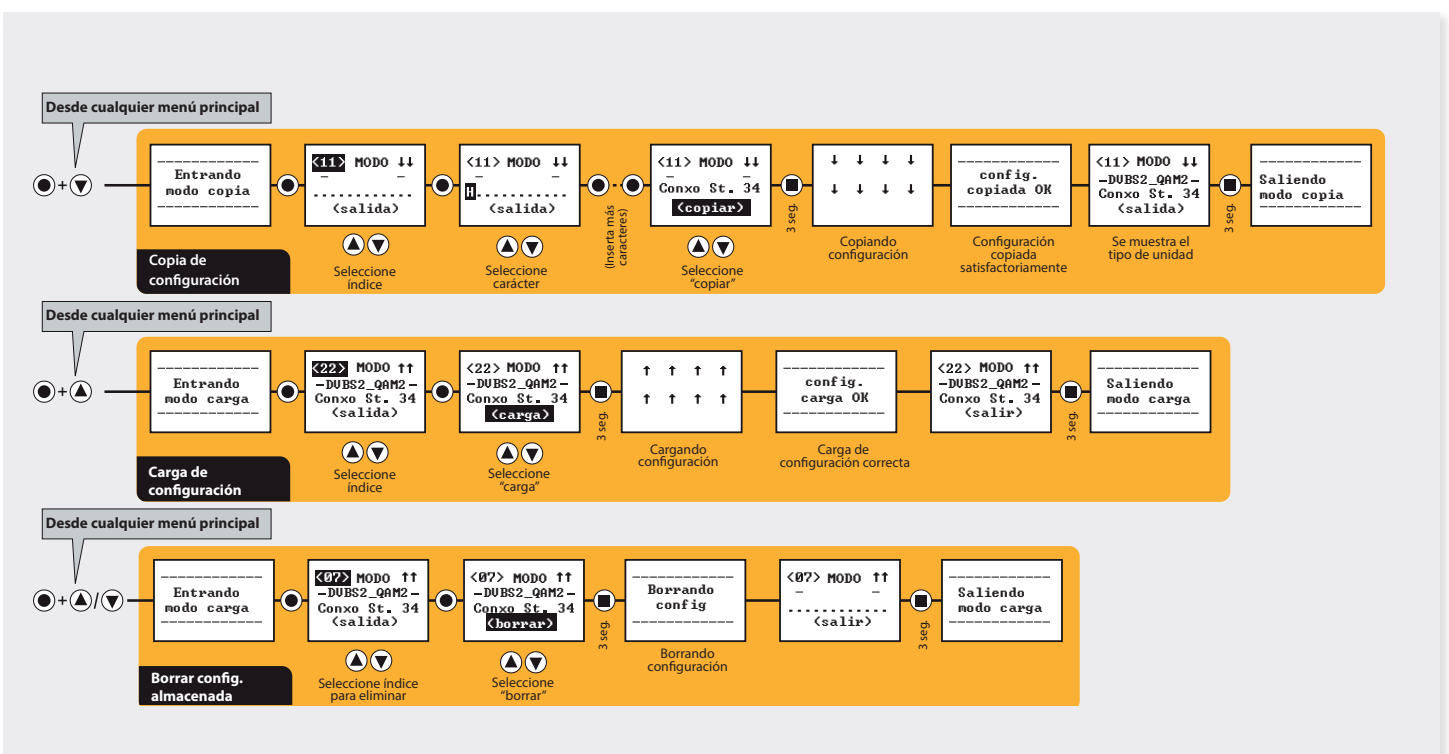 Desde cualquier menú principal
+
------------
Entrando
modo copia
------------
<11> MODO ↓↓
– –
............
(salida)
Seleccione
índice
<11> MODO ↓↓
– –
H...........
(salida)
Seleccione
carácter
(Inserta más
caracteres)
<11> MODO ↓↓
– –
Conxo St. 34
(copiar)
Seleccione
“copiar”
3 seg.
↓ ↓ ↓ ↓
↓ ↓ ↓ ↓
Copiando
configuración
------------
config.
copiada OK
------------
Configuración
copiada
satisfactoriamente
<11> MODO ↓↓
–DVBS2_QAM2–
Conxo St. 34
(salida)
Se muestra el
tipo de unidad
3 seg.
------------
Saliendo
modo copia
------------
Copia de
configuración
Desde cualquier menú principal
+
------------
Entrando
modo carga
------------
<22> MODO ↑↑
–DVBS2_QAM2–
Conxo St. 34
(salida)
Seleccione
índice
<22> MODO ↑↑
–DVBS2_QAM2–
Conxo St. 34
(carga)
Seleccione
“carga”
3 seg.
↑ ↑ ↑ ↑
↑ ↑ ↑ ↑
Cargando
configuración
------------
config.
carga OK
------------
Carga de
configuración correcta
<22> MODO ↑↑
–DVBS2_QAM2–
Conxo St. 34
(salir)
3 seg.
------------
Saliendo
modo carga
------------
Carga de
configuración
Desde cualquier menú principal
+ /
------------
Entrando
modo carga
------------
<07> MODO ↑↑
–DVBS2_QAM2–
Conxo St. 34
(salida)
Seleccione índice
para eliminar
<07> MODO ↑↑
–DVBS2_QAM2–
Conxo St. 34
(borrar)
Seleccione
“borrar”
3 seg.
------------
Borrando
config
------------
Borrando
configuración
<07> MODO ↑↑
– –
............
(salir)
3 seg.
------------
Saliendo
modo carga
------------
Borrar config.
almacenada